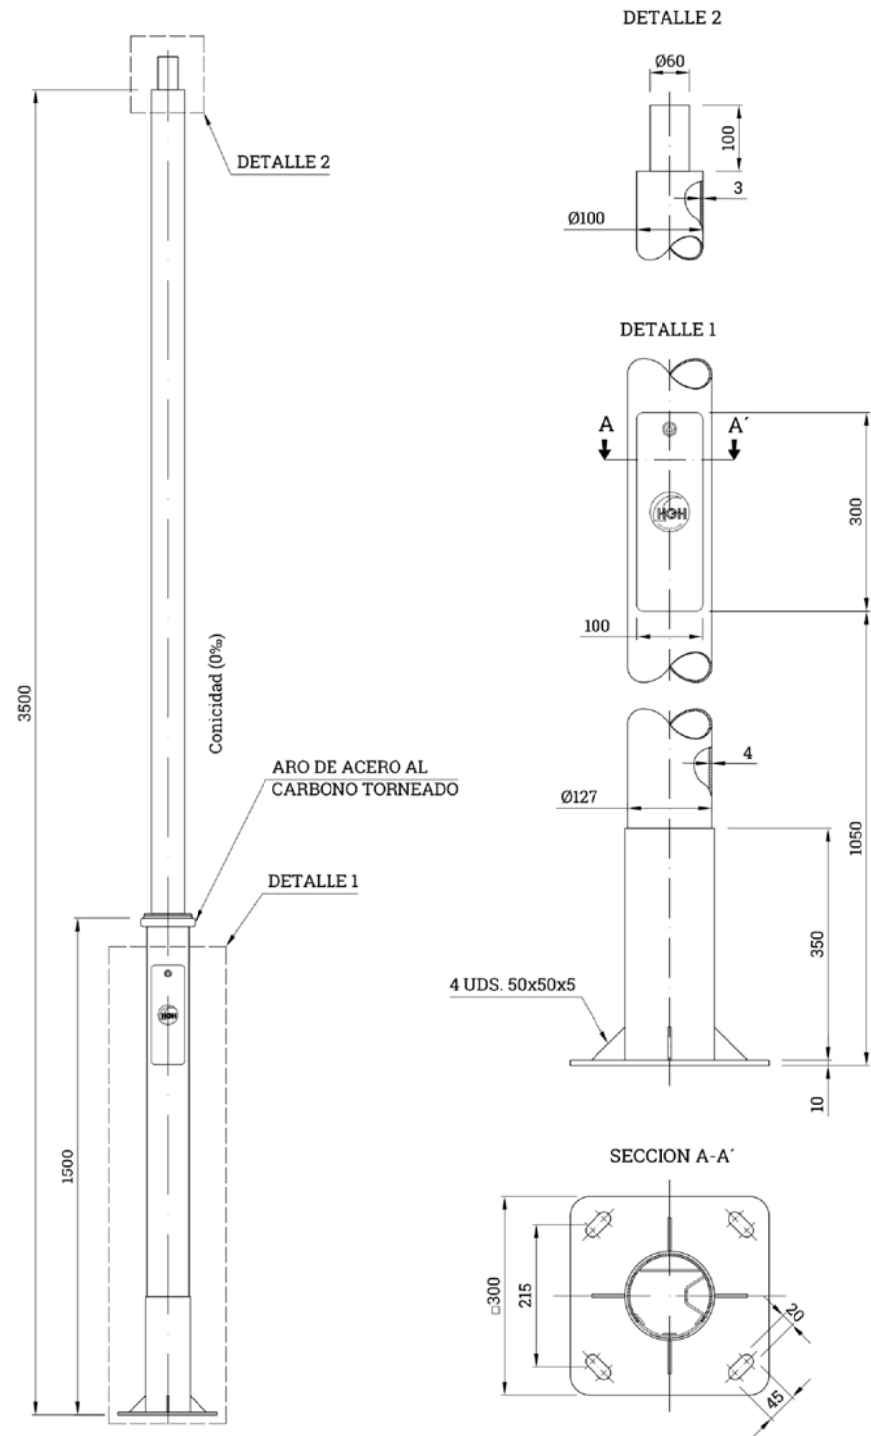 DETALLE 2
Ø60
100
3
Ø100
DETALLE 2
DETALLE 1
A A´
HGH
300
100
3500
Conicidad (0‰)
ARO DE ACERO AL
CARBONO TORNEADO
4
Ø127
1050
DETALLE 1
350
4 UDS. 50x50x5
HGH
10
1500
SECCION A-A´
□300
215
20
45